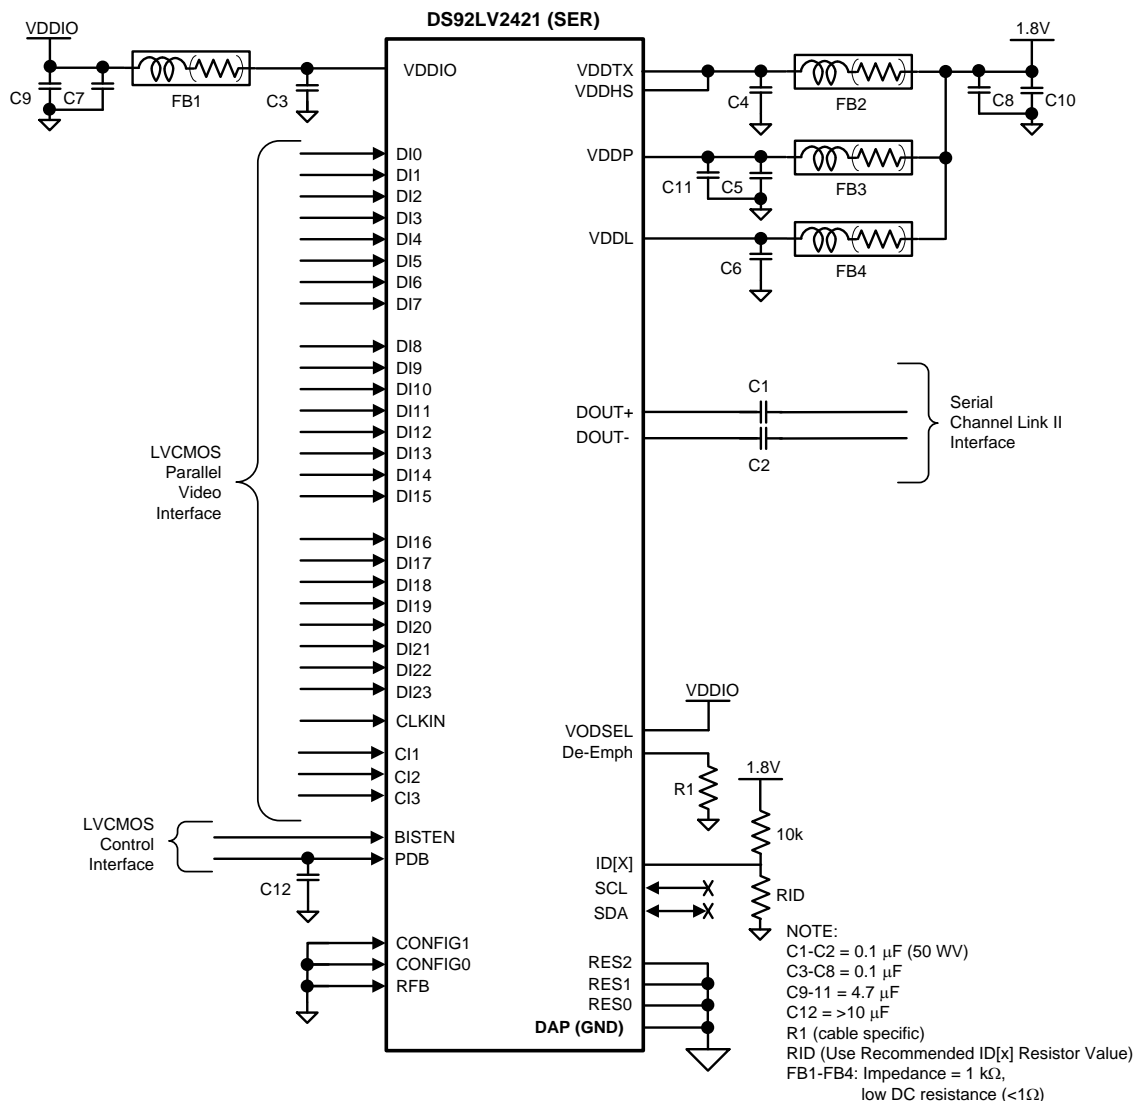 DS92LV2421 (SER)
VDDIO
C9
C7
FB1
C3
VDDIO
DI0
DI1
DI2
DI3
DI4
DI5
DI6
DI7
DI8
DI9
DI10
DI11
DI12
DI13
DI14
DI15
DI16
DI17
DI18
DI19
DI20
DI21
DI22
DI23
CLKIN
CI1
CI2
CI3
BISTEN
PDB
C12
CONFIG1
CONFIG0
RFB
LVCMOS
Parallel
Video
Interface
LVCMOS
Control
Interface
VDDTX
VDDHS
C4
FB2
1.8V
C8
C10
VDDP
C11
C5
FB3
VDDL
C6
FB4
DOUT+
DOUT-
C1
C2
Serial
Channel Link II
Interface
VDDIO
VODSEL
De-Emph
R1
1.8V
10k
ID[X]
RID
SCL
SDA
RES2
RES1
RES0
DAP (GND)
NOTE:
C1-C2 = 0.1 μF (50 WV)
C3-C8 = 0.1 μF
C9-11 = 4.7 μF
C12 = >10 μF
R1 (cable specific)
RID (Use Recommended ID[x] Resistor Value)
FB1-FB4: Impedance = 1 kΩ,
low DC resistance (<1Ω)